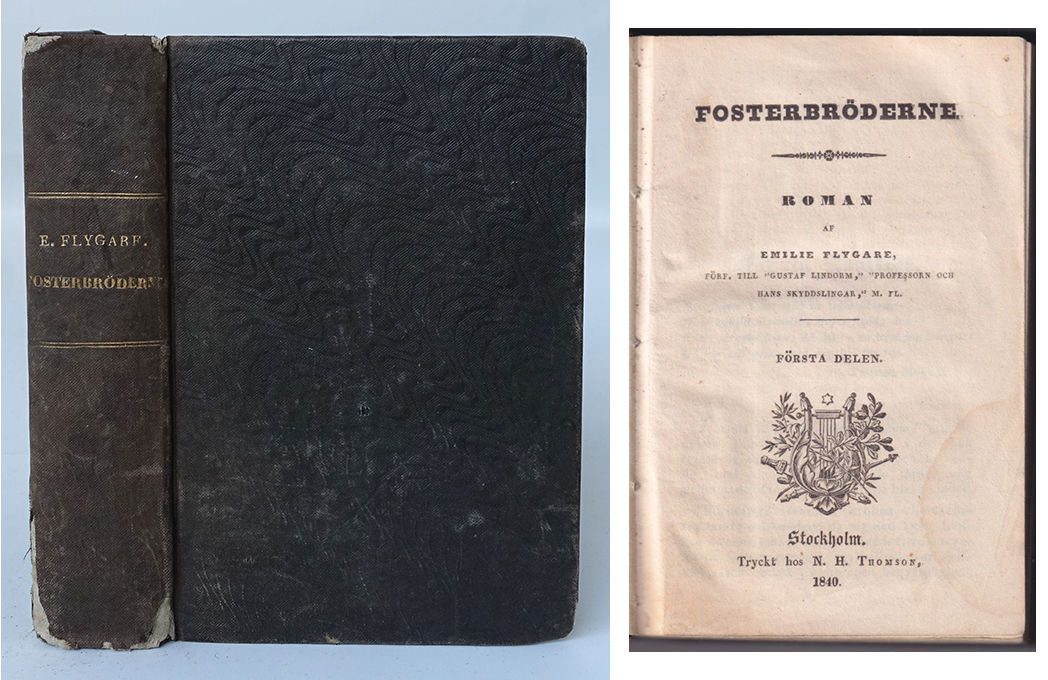 E. FLYGARE.
FOSTERBRÖDERNE
FOSTERBRÖDERNE.
ROMAN
AF
EMILIE FLYGARE,
FÖRF. TILL "GUSTAF LINDORM," "PROFESSORN OCH
HANS SKYDDSLINGAR," M. FL.
FÖRSTA DELEN.
Stockholm.
Tryckt hos N. H. THOMSON,
1840.